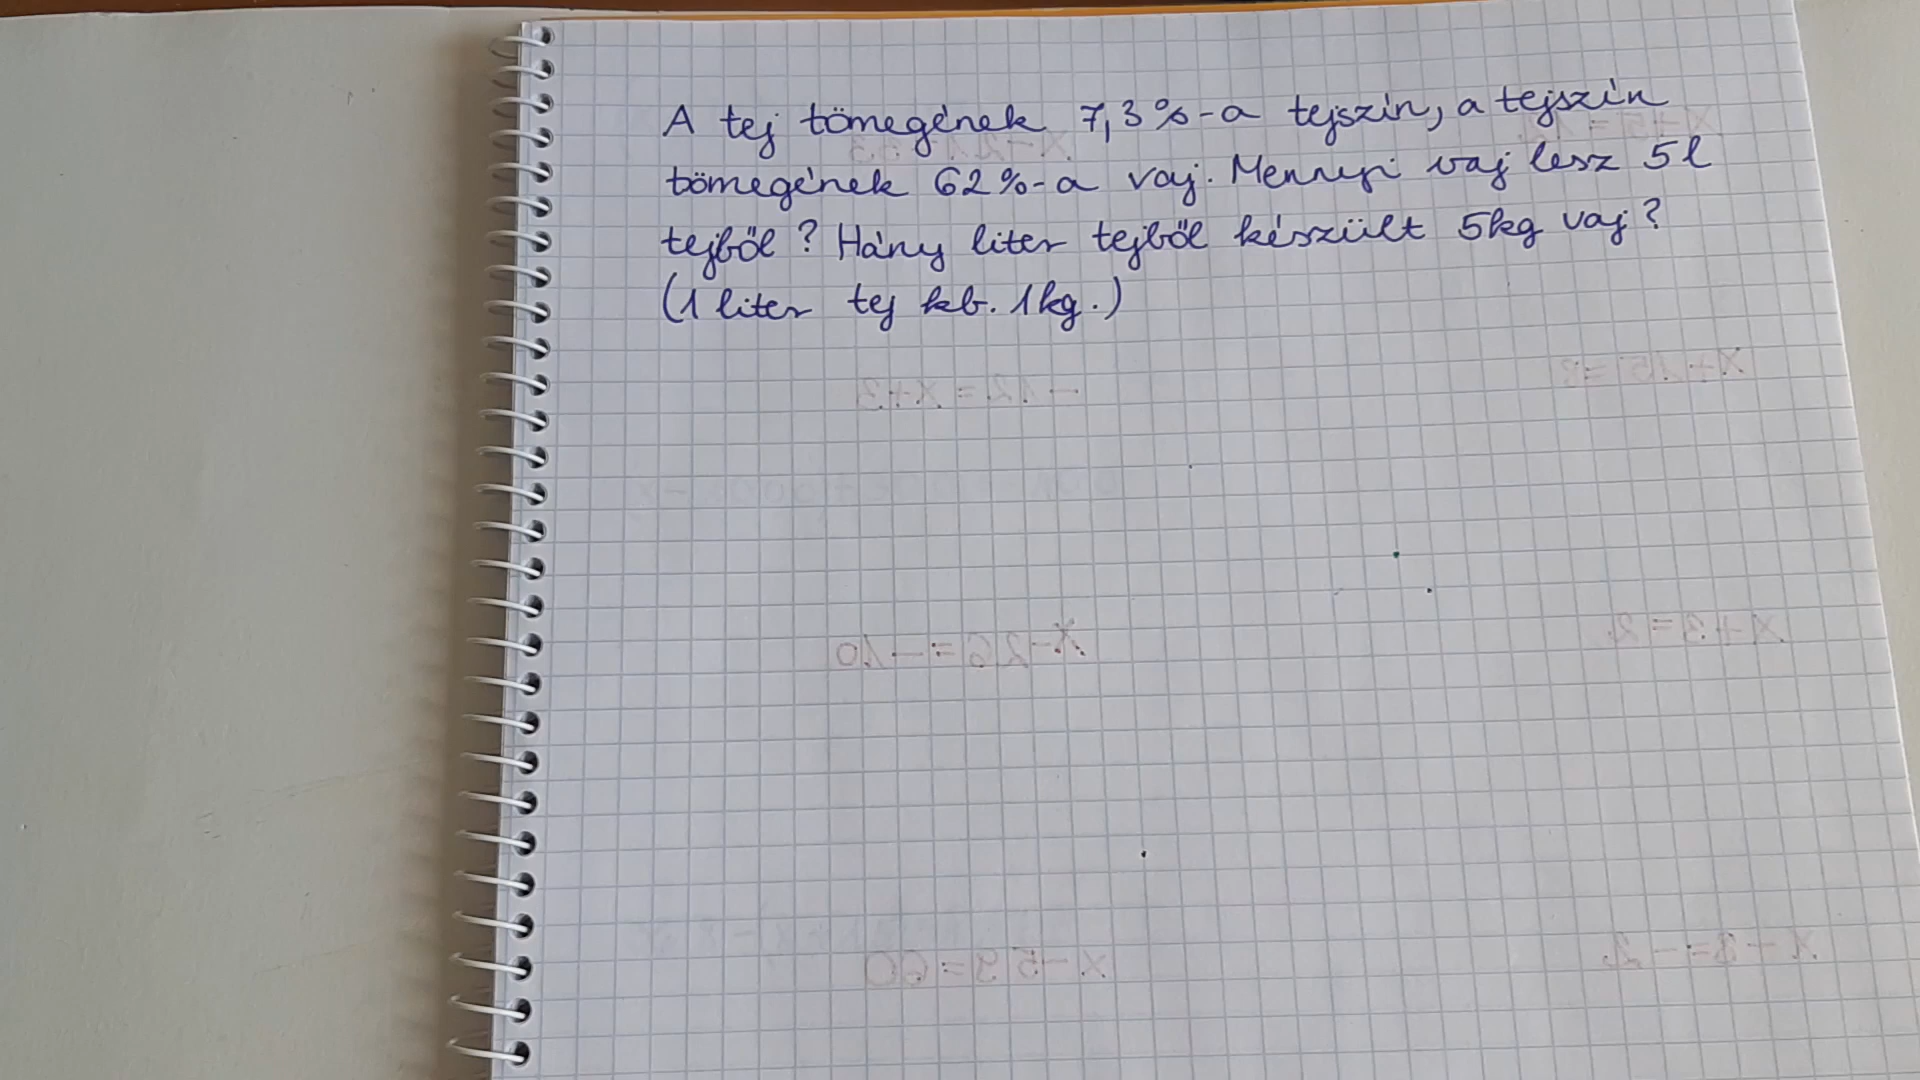 A tej tömegének 7,3%-a tejszín, a tejszín
tömegének 62%-a vaj. Mennyi vaj lesz 5l
tejből? Hány liter tejből készült 5kg vaj?
(1 liter tej kb. 1kg.)